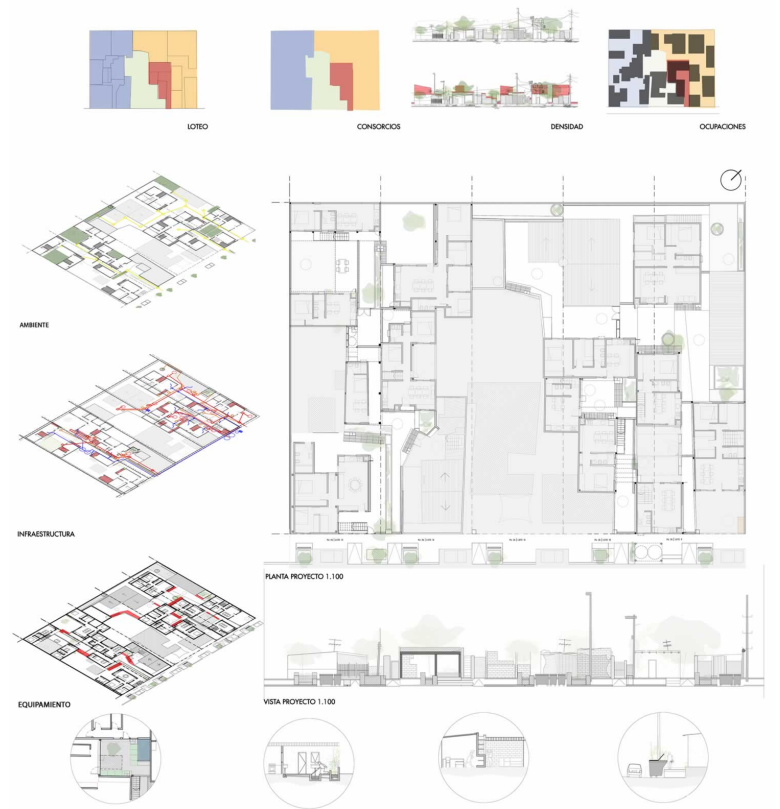 LOTEO
CONSORCIOS
DENSIDAD
OCUPACIONES
AMBIENTE
INFRAESTRUCTURA
PLANTA PROYECTO 1.100
EQUIPAMIENTO
VISTA PROYECTO 1.100